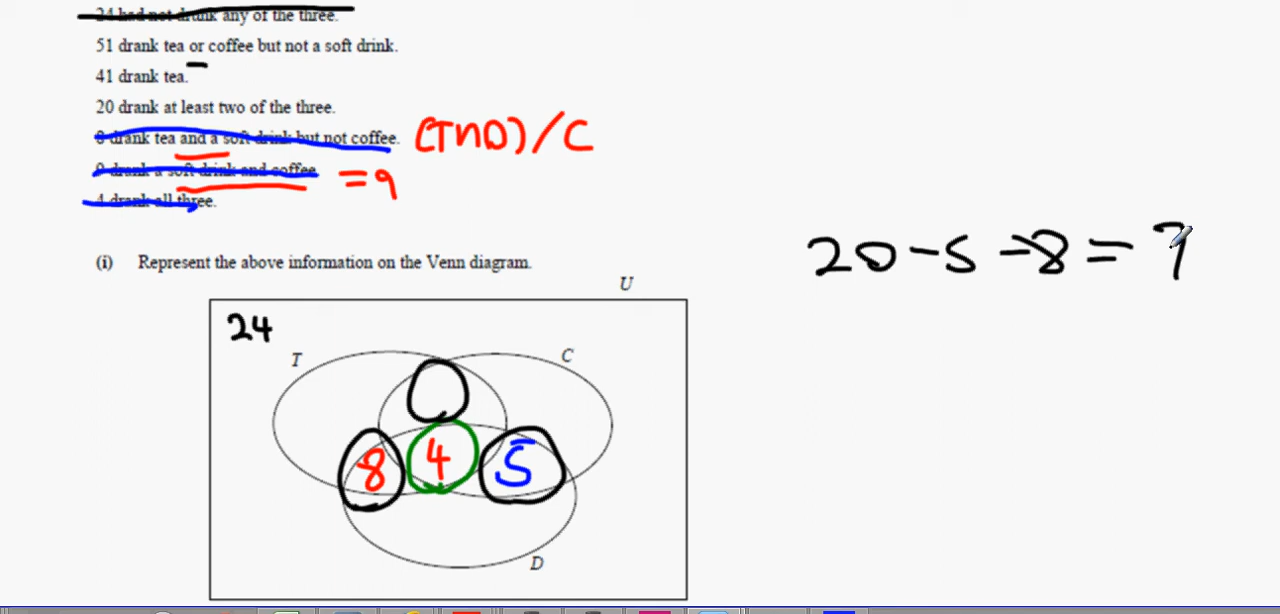 24 had not drunk any of the three.
51 drank tea or coffee but not a soft drink.
41 drank tea.
20 drank at least two of the three.
8 drank tea and a soft drink but not coffee. (T∩D)/C
9 drank a soft drink and coffee = 9
4 drank all three.
20 - 5 - 8 = 7
(i) Represent the above information on the Venn diagram.
U
24
T
C
8
4
5
D